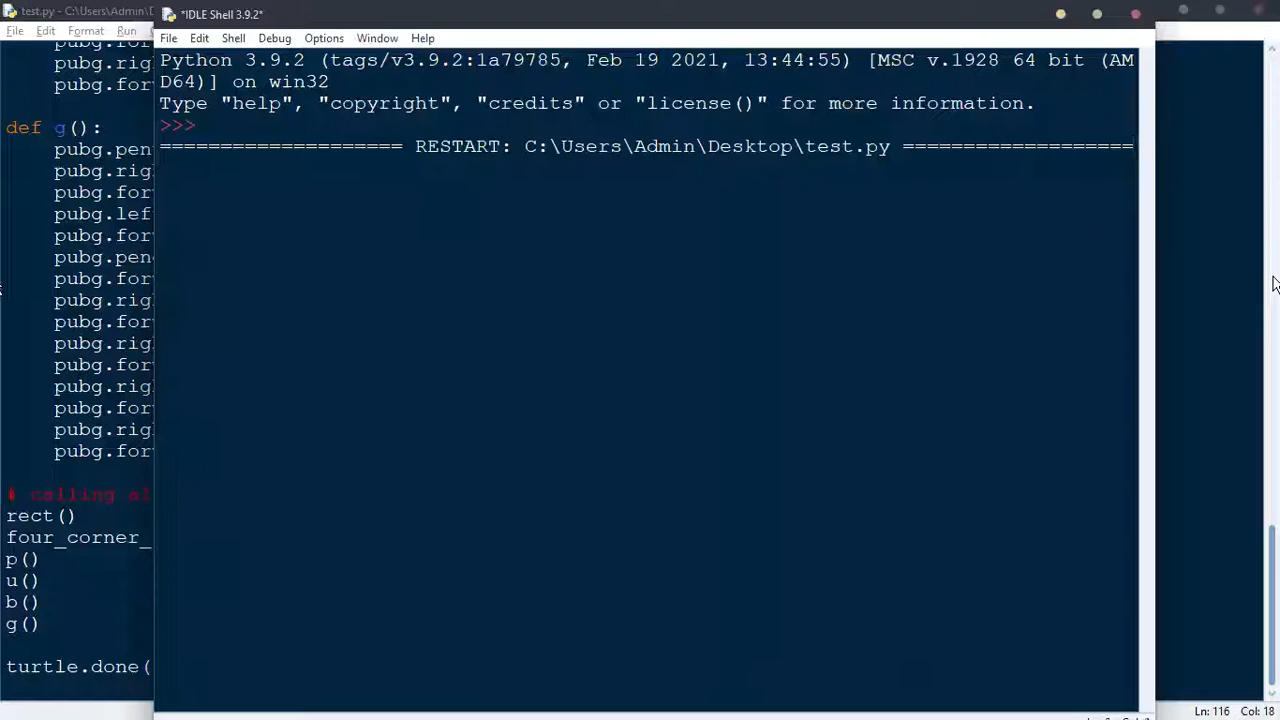 test.py - C:\Users\Admin\D
File Edit Format Run
pubg.for
pubg.rig
pubg.for
def g():
pubg.pen
pubg.rig
pubg.for
pubg.lef
pubg.for
pubg.pen
pubg.for
pubg.rig
pubg.for
pubg.rig
pubg.for
pubg.rig
pubg.for
pubg.rig
pubg.for
# calling al
rect()
four_corner_
p()
u()
b()
g()
turtle.done(
*IDLE Shell 3.9.2*
File Edit Shell Debug Options Window Help
Python 3.9.2 (tags/v3.9.2:1a79785, Feb 19 2021, 13:44:55) [MSC v.1928 64 bit (AM
D64)] on win32
Type "help", "copyright", "credits" or "license()" for more information.
>>>
==================== RESTART: C:\Users\Admin\Desktop\test.py ===================
Ln: 116 Col: 18